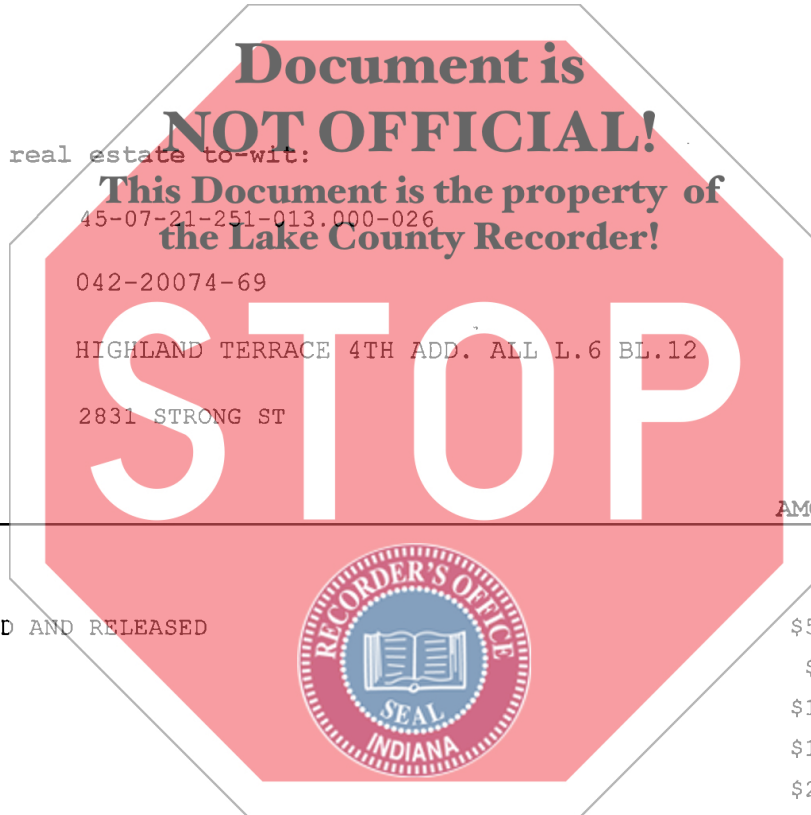 Document is
NOT OFFICIAL!
real estate to-wit:
This Document is the property of
45-07-21-251-013.000-026
the Lake County Recorder!
042-20074-69
STOP
HIGHLAND TERRACE 4TH ADD. ALL L.6 BL.12
2831 STRONG ST
RECORDER'S OFFICE
D AND RELEASED
SEAL
INDIANA